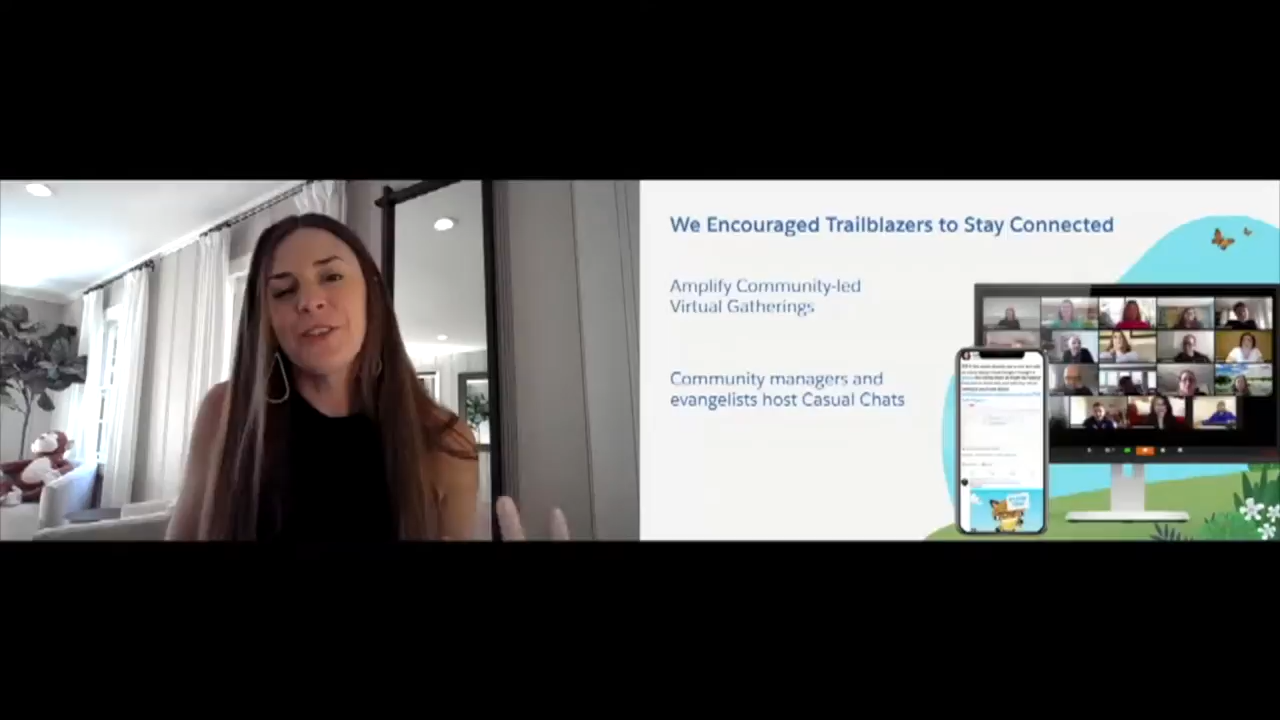 We Encouraged Trailblazers to Stay Connected
Amplify Community-led
Virtual Gatherings
Community managers and
evangelists host Casual Chats